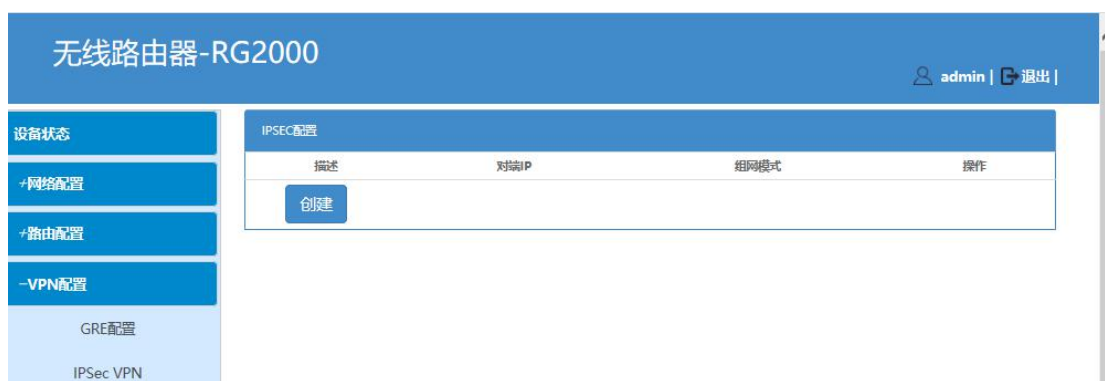 无线路由器-RG2000
admin | 退出 |
设备状态
+网络配置
+路由配置
-VPN配置
GRE配置
IPSec VPN
IPSEC配置
描述 对端IP 组网模式 操作
创建